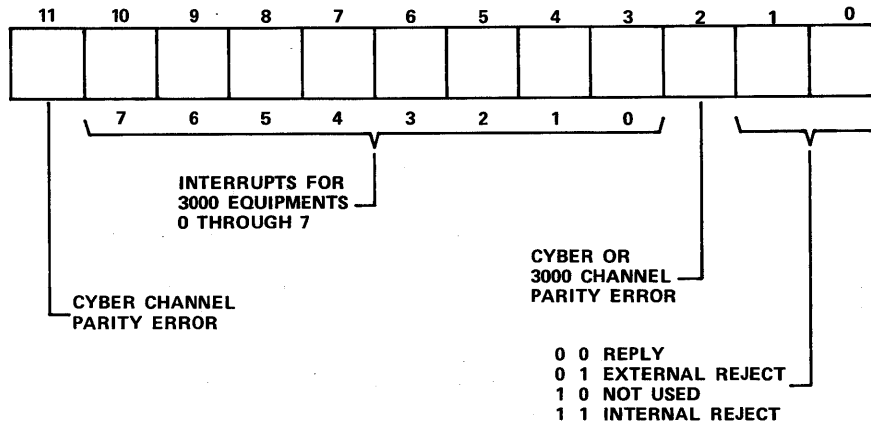 11 10 9 8 7 6 5 4 3 2 1 0
7 6 5 4 3 2 1 0
INTERRUPTS FOR
3000 EQUIPMENTS
0 THROUGH 7
CYBER OR
3000 CHANNEL
PARITY ERROR
CYBER CHANNEL
PARITY ERROR
0 0 REPLY
0 1 EXTERNAL REJECT
1 0 NOT USED
1 1 INTERNAL REJECT